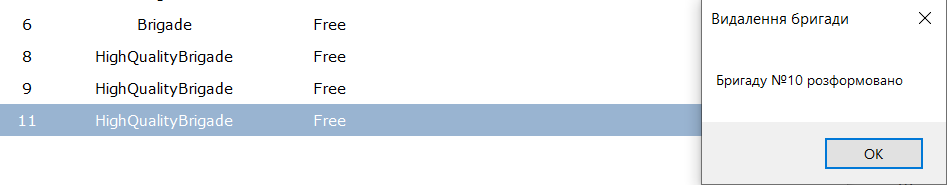 6 Brigade Free
8 HighQualityBrigade Free
9 HighQualityBrigade Free
11 HighQualityBrigade Free
Видалення бригади
Бригаду №10 розформовано
OK